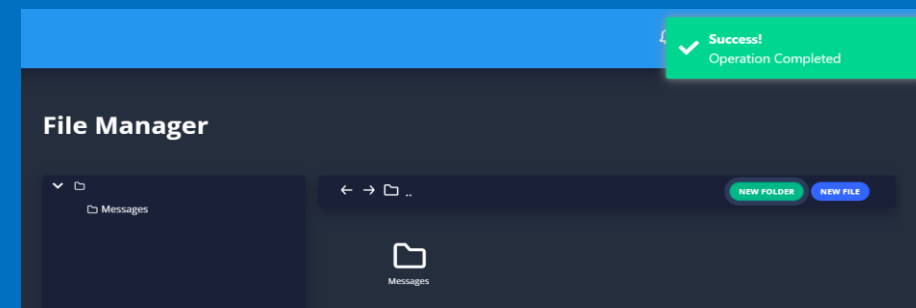 Success!
Operation Completed
File Manager
← → ..
NEW FOLDER
NEW FILE
Messages
Messages